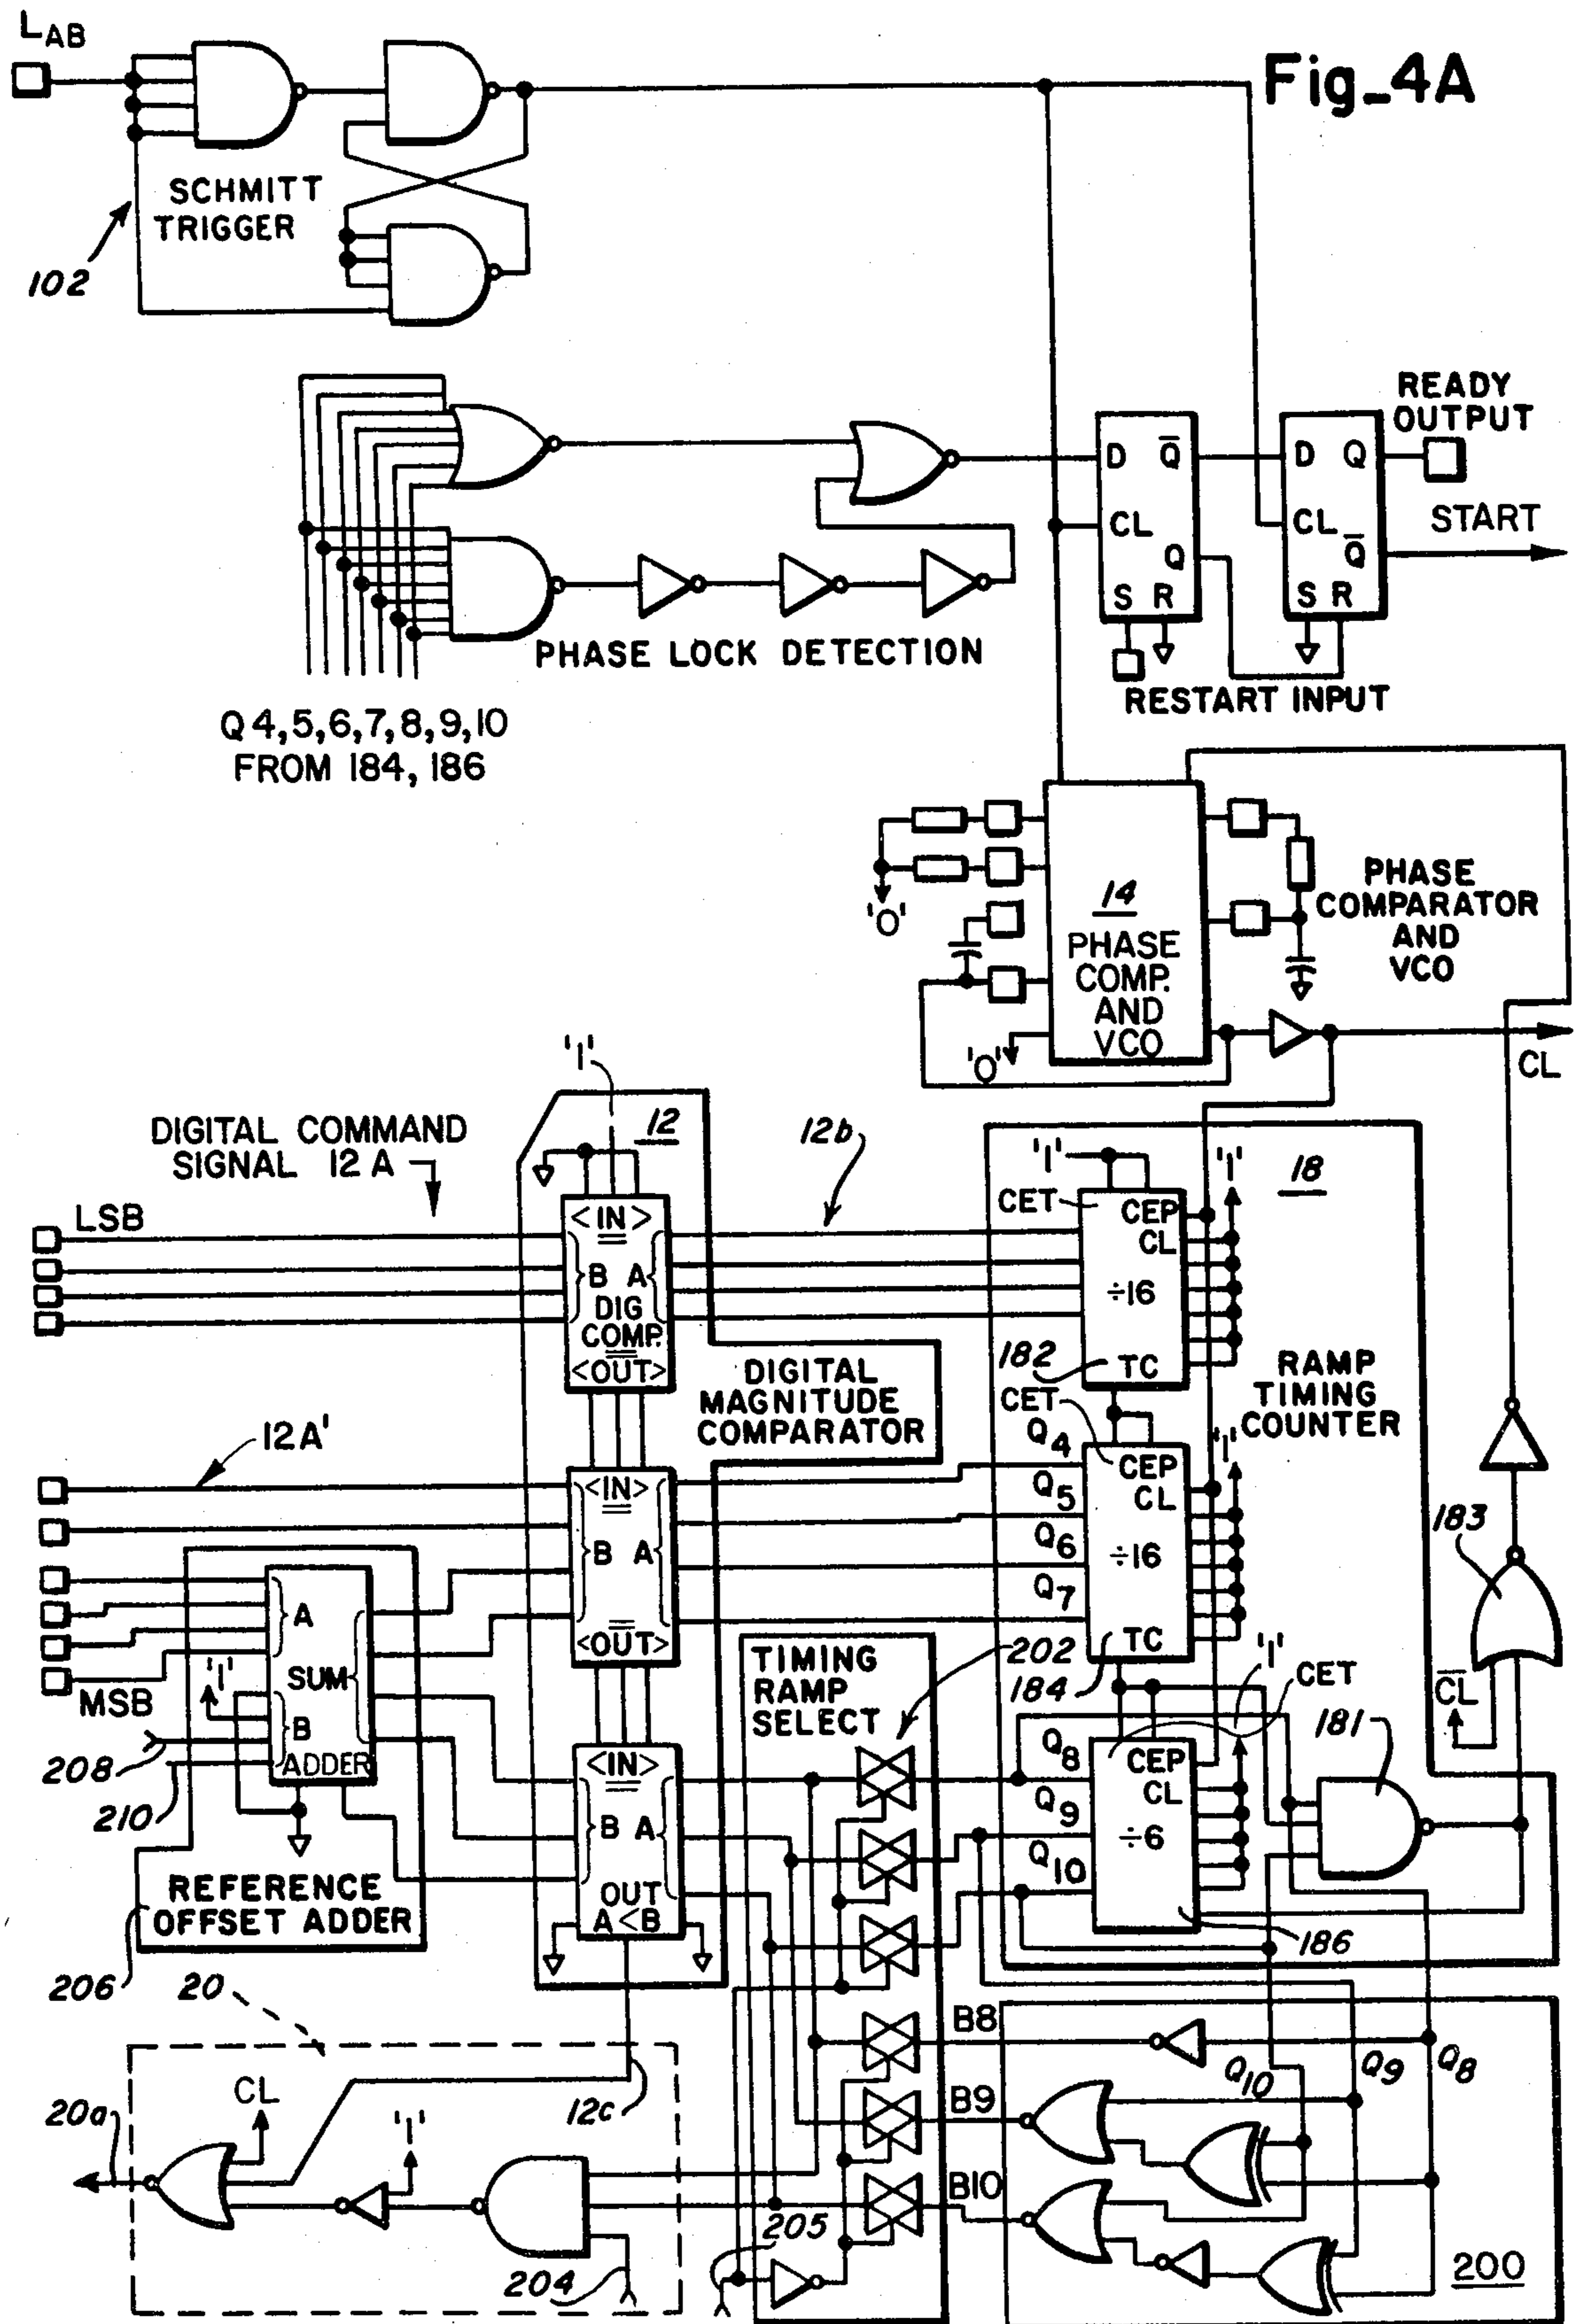 L_AB
Fig_4A
SCHMITT
TRIGGER
102
READY
OUTPUT
D Q̅
CL
Q
S R
D Q
CL
Q̅
S R
START
PHASE LOCK DETECTION
RESTART INPUT
Q 4,5,6,7,8,9,10
FROM 184, 186
'0'
14
PHASE
COMP.
AND
VCO
PHASE
COMPARATOR
AND
VCO
'0'
CL
'1'
12
DIGITAL COMMAND
SIGNAL 12 A
12b
'1'
18
'1'
LSB
<IN>
=
B A
DIG
COMP.
=
<OUT>
CET
CEP
CL
÷16
182
TC
RAMP
TIMING
COUNTER
DIGITAL
MAGNITUDE
COMPARATOR
CET
12A'
Q4
Q5
Q6
Q7
<IN>
=
B A
=
<OUT>
CEP
CL
÷16
TC
184
'1'
183
A
SUM
'1'
B
ADDER
MSB
208
210
TIMING
RAMP
SELECT
202
'1'
CET
C̅L̅
181
<IN>
=
B A
OUT
A<B
Q8
Q9
Q10
CEP
CL
÷6
186
REFERENCE
OFFSET ADDER
206
20
B8
Q10
Q9
Q8
CL
12c
20a
'1'
B9
B10
204
205
200